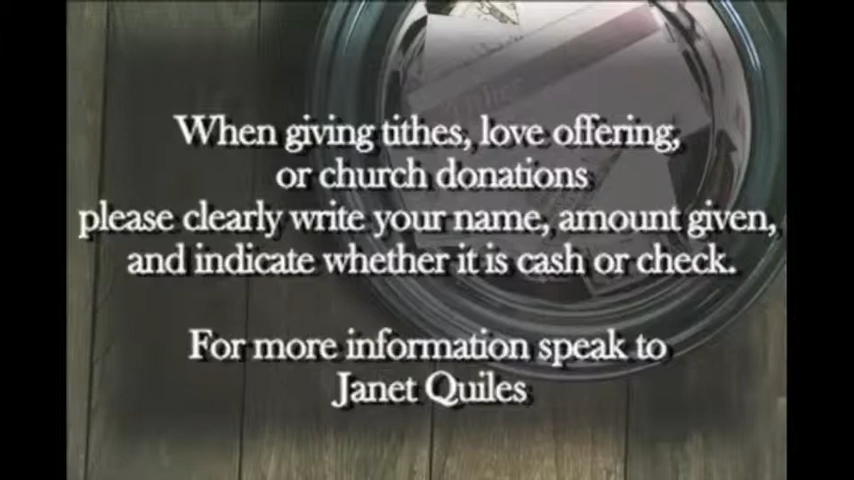 When giving tithes, love offering,
or church donations
please clearly write your name, amount given,
and indicate whether it is cash or check.
For more information speak to
Janet Quiles